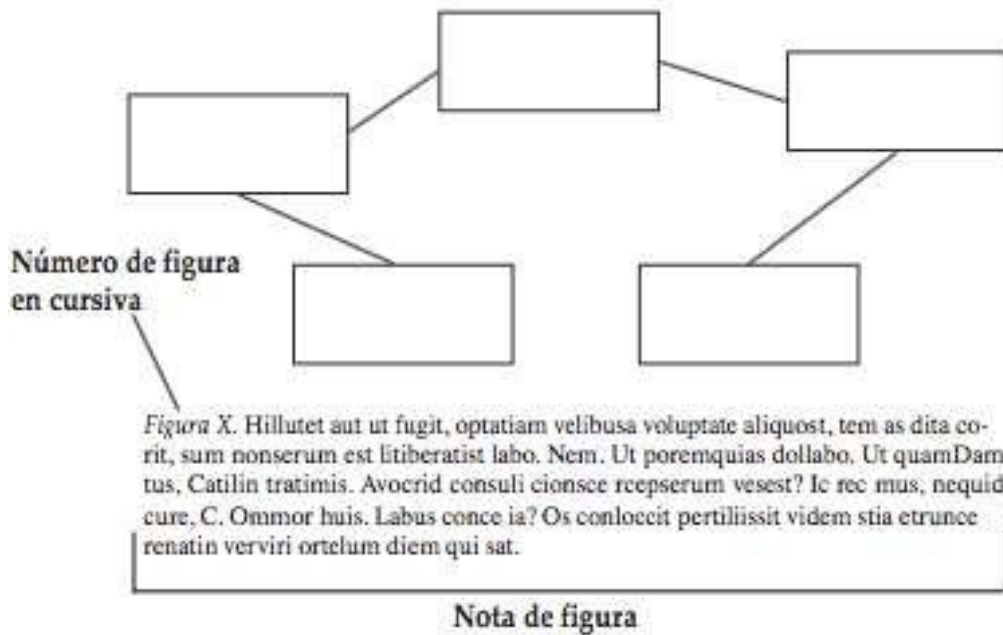 Número de figura
en cursiva
Figura X. Hillutet aut ut fugit, optatiam velibusa voluptate aliquost, tem as dita co-
rit, sum nonserum est litiberatist labo. Nem. Ut poremquias dollabo. Ut quamDam
tus, Catilin tratimis. Avocrid consuli cionsce rcepserum vesest? Ic rec mus, nequid
cure, C. Ommor huis. Labus conce ia? Os conloccit pertiliissit videm stia etrunce
renatin verviri ortelum diem qui sat.
Nota de figura